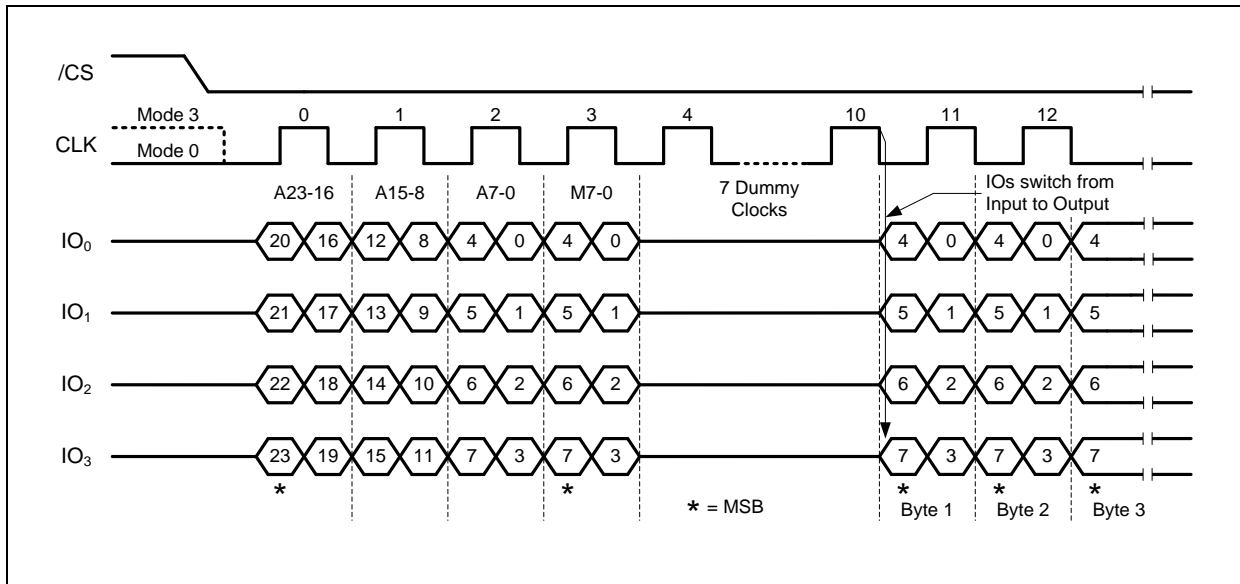 /CS
Mode 3
0 1 2 3 4 10 11 12
CLK
Mode 0
A23-16 A15-8 A7-0 M7-0
7 Dummy
Clocks
IOs switch from
Input to Output
IO0 20 16 12 8 4 0 4 0 4 0 4 0 4
IO1 21 17 13 9 5 1 5 1 5 1 5 1 5
IO2 22 18 14 10 6 2 6 2 6 2 6 2 6
IO3 23 19 15 11 7 3 7 3 7 3 7 3 7
* * * * *
* = MSB
Byte 1 Byte 2 Byte 3